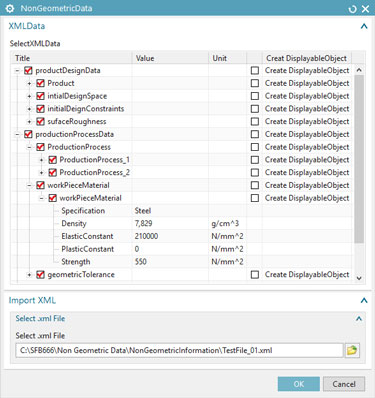 NonGeometricData
XMLData
SelectXMLData
Title Value Unit Creat DisplayableObject
productDesignData Create DisplayableObject
Product Create DisplayableObject
intialDesignSpace Create DisplayableObject
initialDeignConstraints Create DisplayableObject
sufaceRoughness Create DisplayableObject
productionProcessData Create DisplayableObject
ProductionProcess Create DisplayableObject
ProductionProcess_1 Create DisplayableObject
ProductionProcess_2 Create DisplayableObject
workPieceMaterial Create DisplayableObject
workPieceMaterial Create DisplayableObject
Specification Steel
Density 7,829 g/cm^3
ElasticConstant 210000 N/mm^2
PlasticConstant 0 N/mm^2
Strength 550 N/mm^2
geometricTolerance Create DisplayableObject
Import XML
Select .xml File
Select .xml File
C:\SFB666\Non Geometric Data\NonGeometricInformation\TestFile_01.xml
OK Cancel